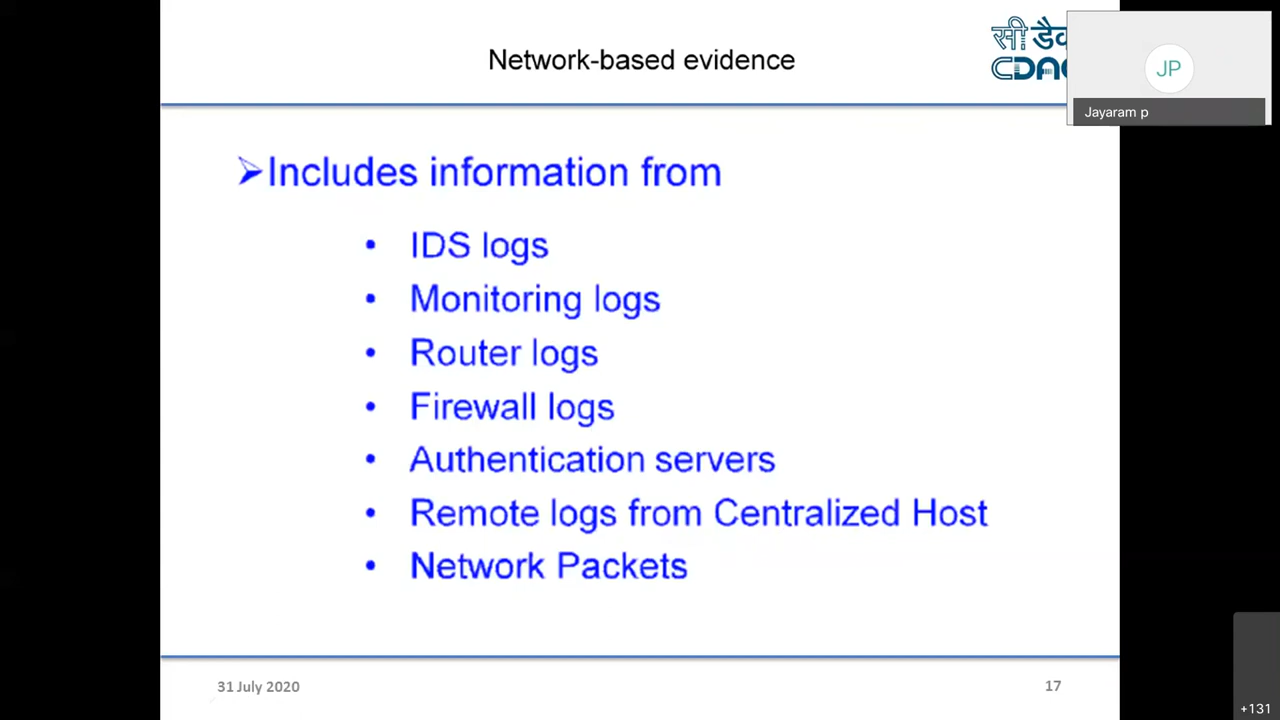 Network-based evidence
सी डैक
CDAC
JP
Jayaram p
➢Includes information from
• IDS logs
• Monitoring logs
• Router logs
• Firewall logs
• Authentication servers
• Remote logs from Centralized Host
• Network Packets
31 July 2020
17
+131